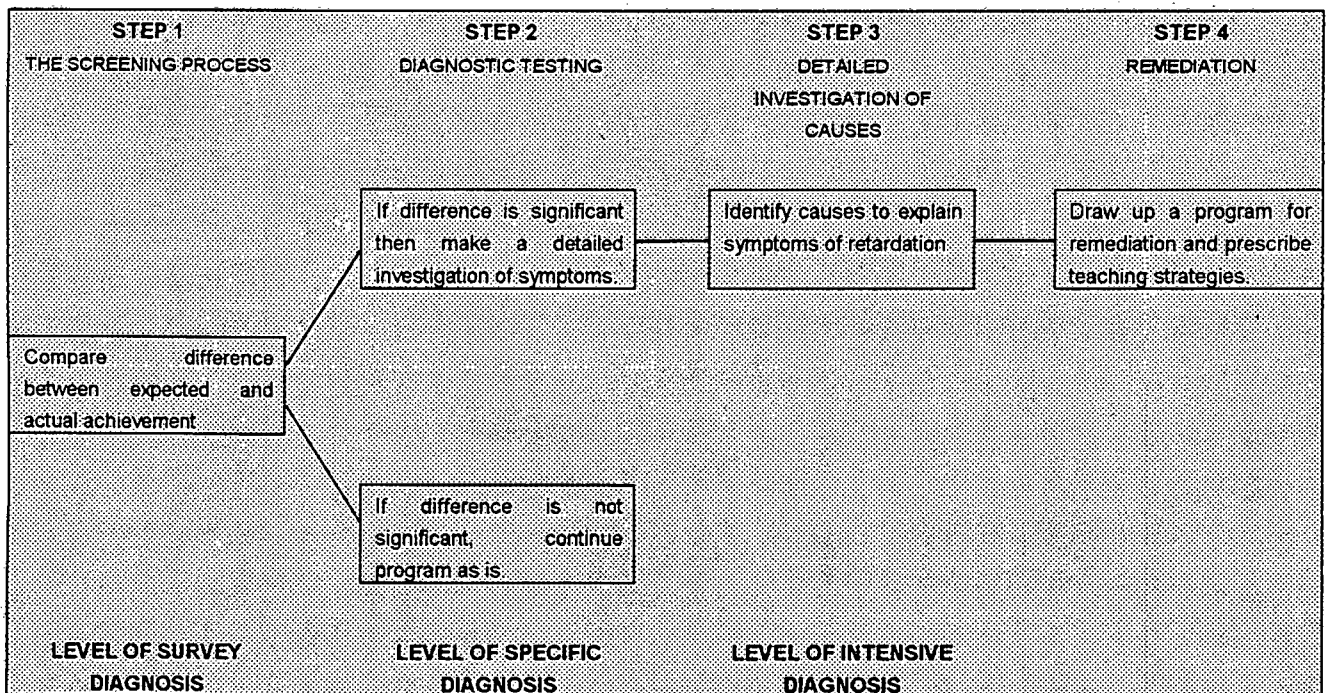 STEP 1
THE SCREENING PROCESS
STEP 2
DIAGNOSTIC TESTING
STEP 3
DETAILED
INVESTIGATION OF
CAUSES
STEP 4
REMEDIATION
If difference is significant
then make a detailed
investigation of symptoms.
Identify causes to explain
symptoms of retardation
Draw up a program for
remediation and prescribe
teaching strategies.
Compare difference
between expected and
actual achievement
If difference is not
significant, continue
program as is.
LEVEL OF SURVEY
DIAGNOSIS
LEVEL OF SPECIFIC
DIAGNOSIS
LEVEL OF INTENSIVE
DIAGNOSIS